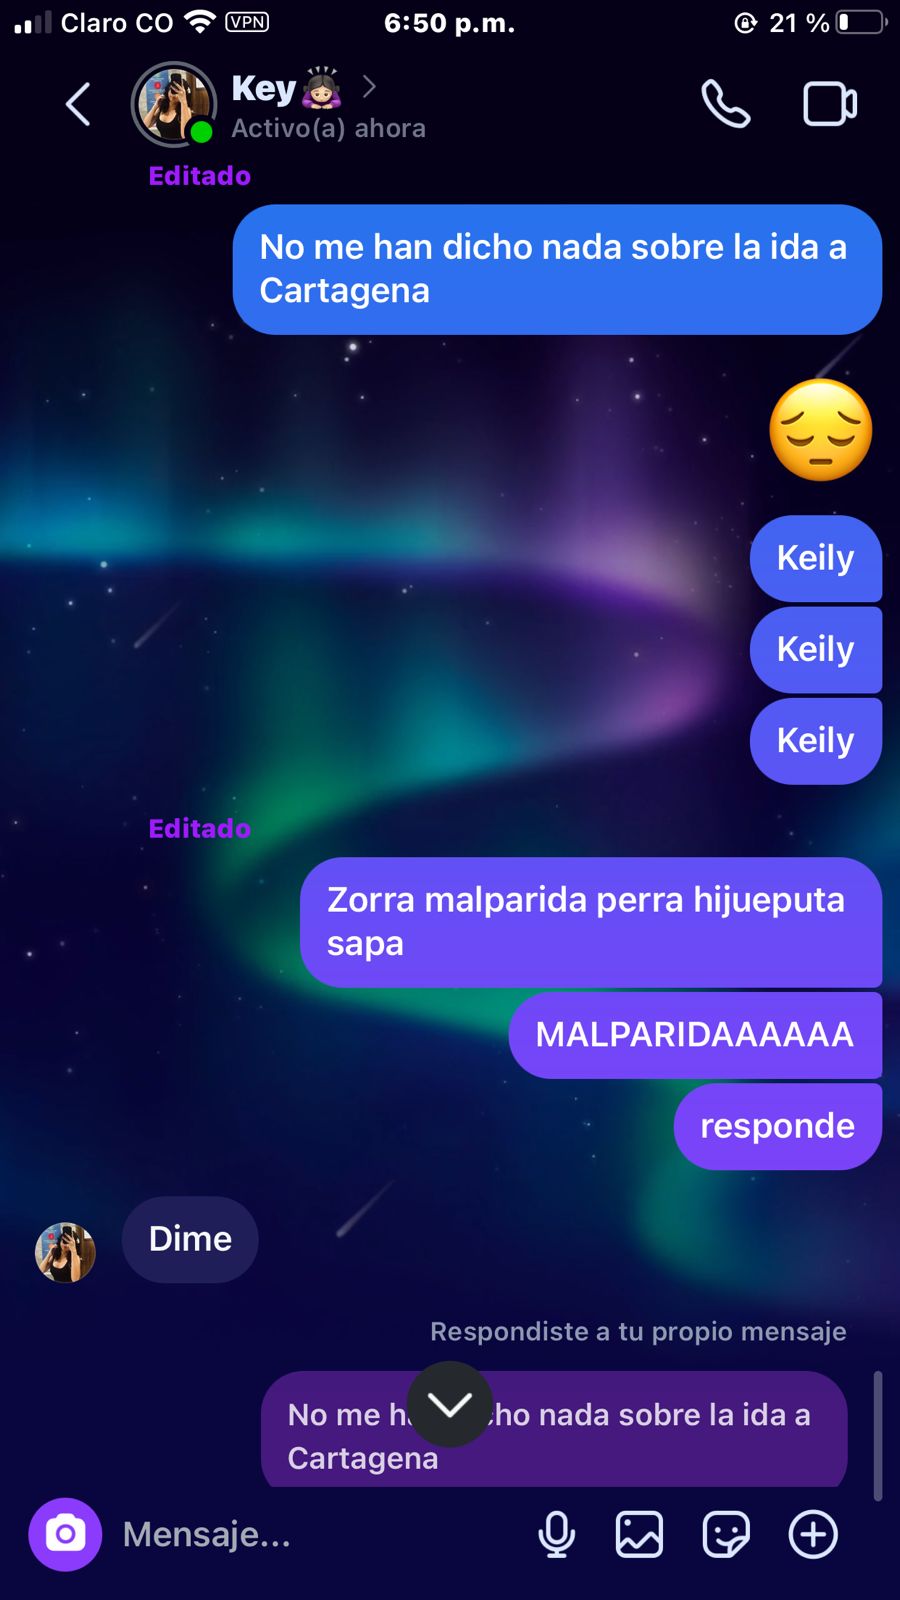 Claro CO VPN 6:50 p.m. 21 %
Key
Activo(a) ahora
Editado
No me han dicho nada sobre la ida a
Cartagena
Keily
Keily
Keily
Editado
Zorra malparida perra hijueputa
sapa
MALPARIDAAAAAA
responde
Dime
Respondiste a tu propio mensaje
No me nada sobre la ida a
Cartagena
Mensaje...